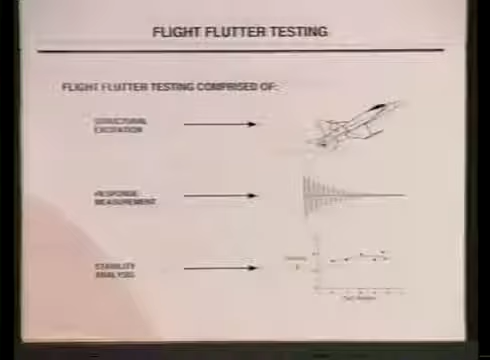 FLIGHT FLUTTER TESTING
FLIGHT FLUTTER TESTING COMPRISED OF:
STRUCTURAL
EXCITATION
RESPONSE
MEASUREMENT
STABILITY
ANALYSIS